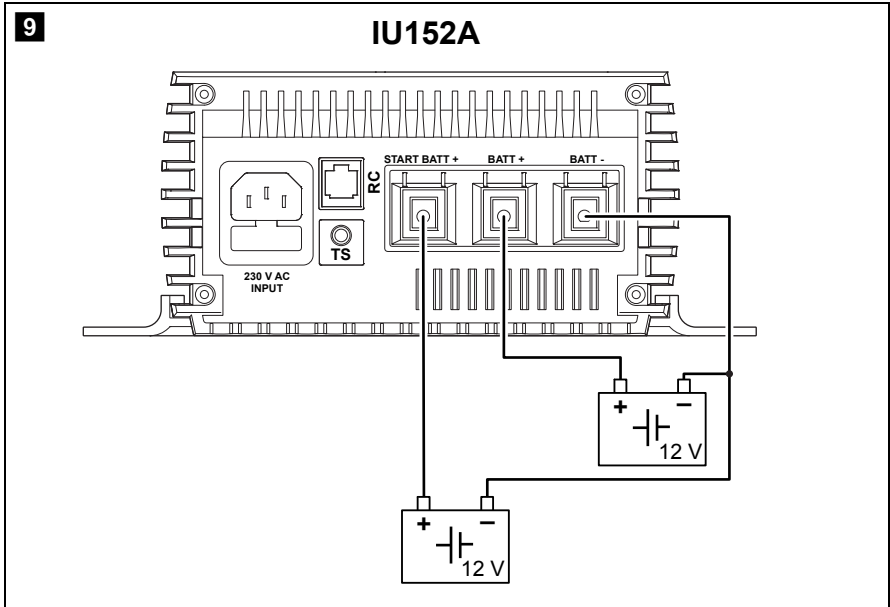 9
IU152A
START BATT +
BATT +
BATT -
RC
TS
230 V AC
INPUT
+ −
12 V
+ −
12 V